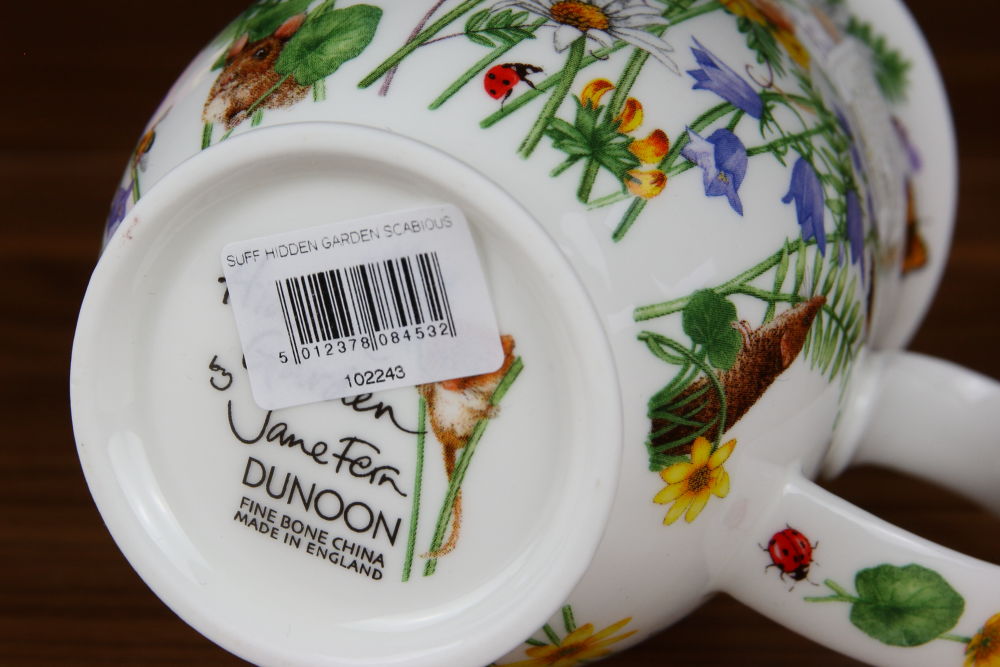 SUFF HIDDEN GARDEN SCABIOUS
5 012378 084532
102243
by
Jane Fern
DUNOON
FINE BONE CHINA
MADE IN ENGLAND